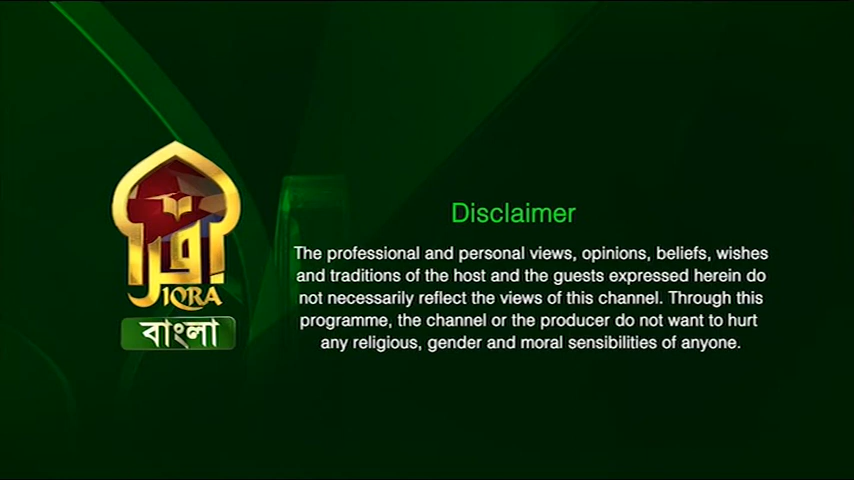 اقرأ
IQRA
বাংলা
Disclaimer
The professional and personal views, opinions, beliefs, wishes
and traditions of the host and the guests expressed herein do
not necessarily reflect the views of this channel. Through this
programme, the channel or the producer do not want to hurt
any religious, gender and moral sensibilities of anyone.